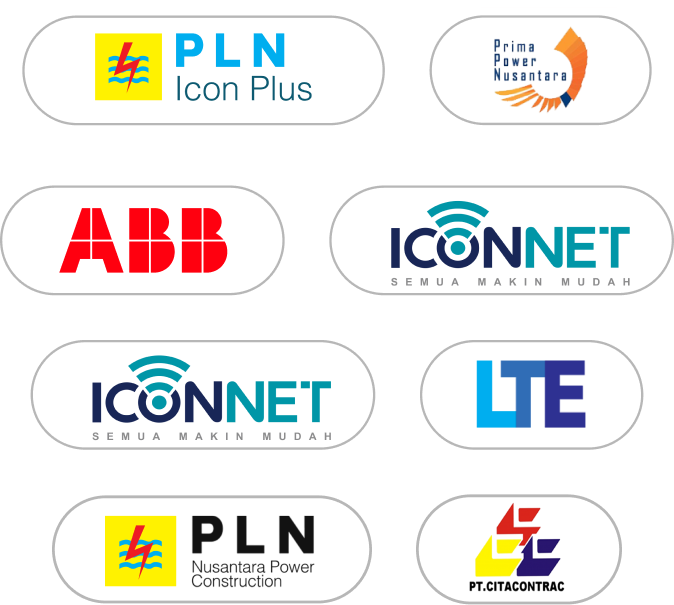 PLN
Icon Plus
Prima
Power
Nusantara
ABB
ICONNET
SEMUA MAKIN MUDAH
ICONNET
SEMUA MAKIN MUDAH
LTE
PLN
Nusantara Power
Construction
PT.CITACONTRAC